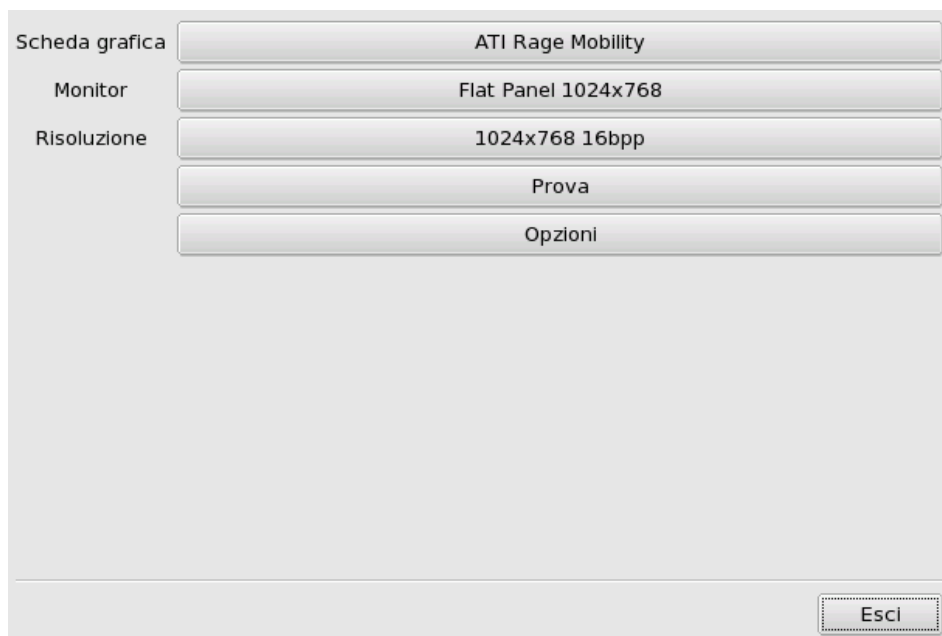 Scheda grafica ATI Rage Mobility
Monitor Flat Panel 1024x768
Risoluzione 1024x768 16bpp
Prova
Opzioni
Esci